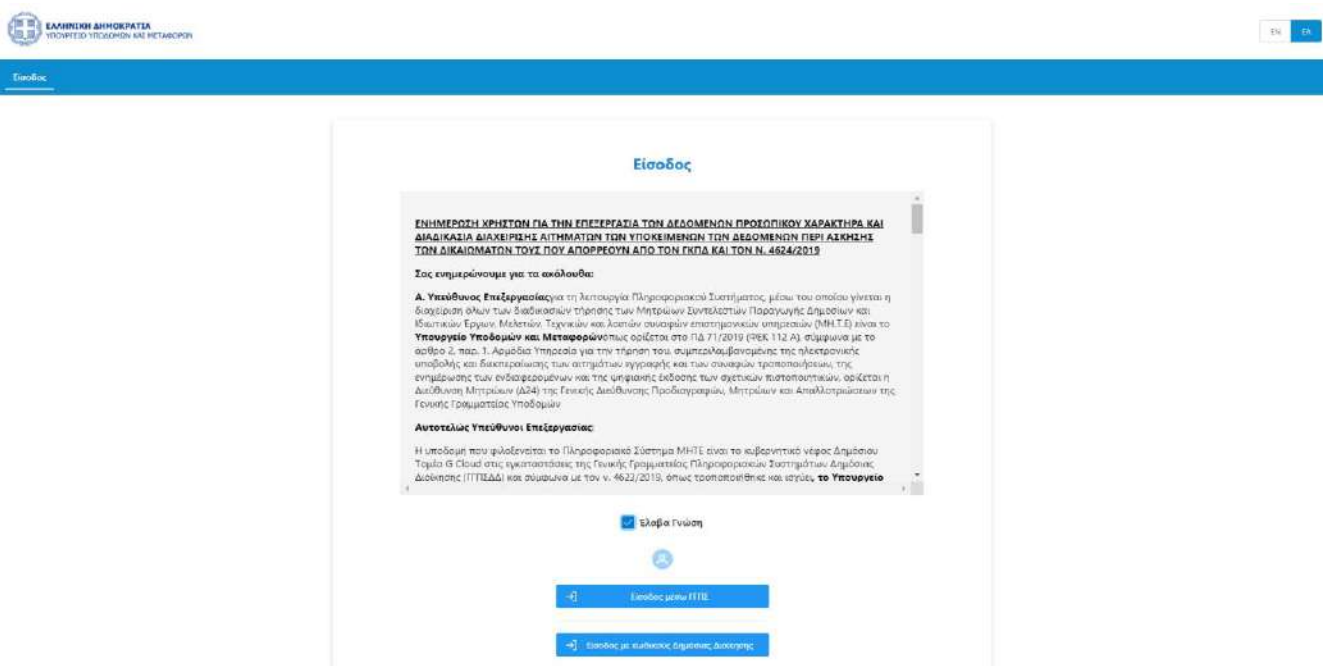 ΕΛΛΗΝΙΚΗ ΔΗΜΟΚΡΑΤΙΑ
ΥΠΟΥΡΓΕΙΟ ΥΠΟΔΟΜΩΝ ΚΑΙ ΜΕΤΑΦΟΡΩΝ
EN ΕΛ
Είσοδος
Είσοδος
ΕΝΗΜΕΡΩΣΗ ΧΡΗΣΤΩΝ ΓΙΑ ΤΗΝ ΕΠΕΞΕΡΓΑΣΙΑ ΤΩΝ ΔΕΔΟΜΕΝΩΝ ΠΡΟΣΩΠΙΚΟΥ ΧΑΡΑΚΤΗΡΑ ΚΑΙ
ΔΙΑΔΙΚΑΣΙΑ ΔΙΑΧΕΙΡΙΣΗΣ ΑΙΤΗΜΑΤΩΝ ΤΩΝ ΥΠΟΚΕΙΜΕΝΩΝ ΤΩΝ ΔΕΔΟΜΕΝΩΝ ΠΕΡΙ ΑΣΚΗΣΗΣ
ΤΩΝ ΔΙΚΑΙΩΜΑΤΩΝ ΤΟΥΣ ΠΟΥ ΑΠΟΡΡΕΟΥΝ ΑΠΟ ΤΟΝ ΓΚΠΔ ΚΑΙ ΤΟΝ Ν. 4624/2019
Σας ενημερώνουμε για τα ακόλουθα:
Α. Υπεύθυνος Επεξεργασίαςγια τη λειτουργία Πληροφοριακού Συστήματος, μέσω του οποίου γίνεται η
διαχείριση όλων των διαδικασιών τήρησης των Μητρώων Συντελεστών Παραγωγής Δημοσίων και
Ιδιωτικών Έργων, Μελετών, Τεχνικών και λοιπών συναφών επιστημονικών υπηρεσιών (ΜΗ.Τ.Ε) είναι το
Υπουργείο Υποδομών και Μεταφορώνόπως ορίζεται στο ΠΔ 71/2019 (ΦΕΚ 112 Α), σύμφωνα με το
άρθρο 2, παρ. 1. Αρμόδια Υπηρεσία για την τήρηση του, συμπεριλαμβανομένης της ηλεκτρονικής
υποβολής και διεκπεραίωσης των αιτημάτων εγγραφής και των συναφών τροποποιήσεων, της
ενημέρωσης των ενδιαφερομένων και της ψηφιακής έκδοσης των σχετικών πιστοποιητικών, ορίζεται η
Διεύθυνση Μητρώων (Δ24) της Γενικής Διεύθυνσης Προδιαγραφών, Μητρώων και Απαλλοτριώσεων της
Γενικής Γραμματείας Υποδομών
Αυτοτελώς Υπεύθυνοι Επεξεργασίας:
Η υποδομή που φιλοξενείται το Πληροφοριακό Σύστημα ΜΗΤΕ είναι το κυβερνητικό νέφος Δημόσιου
Τομέα G Cloud στις εγκαταστάσεις της Γενικής Γραμματείας Πληροφοριακών Συστημάτων Δημόσιας
Διοίκησης (ΓΓΠΣΔΔ) και σύμφωνα με τον ν. 4623/2019, όπως τροποποιήθηκε και ισχύει, το Υπουργείο
Έλαβα Γνώση
Είσοδος μέσω ΓΓΠΣ
Είσοδος με κωδικούς Δημόσιας Διοίκησης